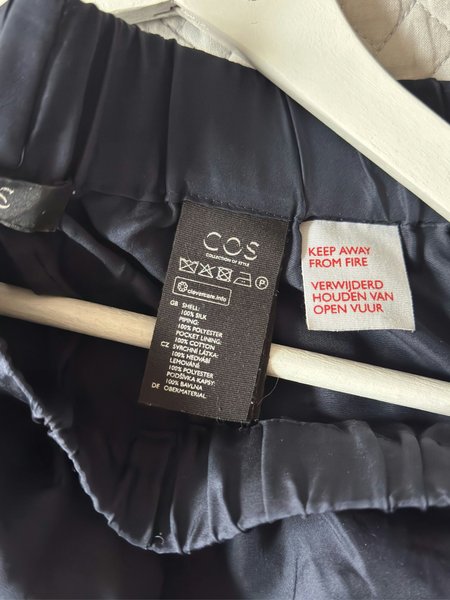 S
COS
COLLECTION OF STYLE
P
clevercare.info
GB SHELL:
100% SILK
PIPING:
100% POLYESTER
POCKET LINING:
100% COTTON
CZ SVRCHNÍ LÁTKA:
100% HEDVÁBÍ
LEMOVÁNÍ:
100% POLYESTER
PODŠÍVKA KAPSY:
100% BAVLNA
DE OBERMATERIAL:
KEEP AWAY
FROM FIRE
VERWIJDERD
HOUDEN VAN
OPEN VUUR